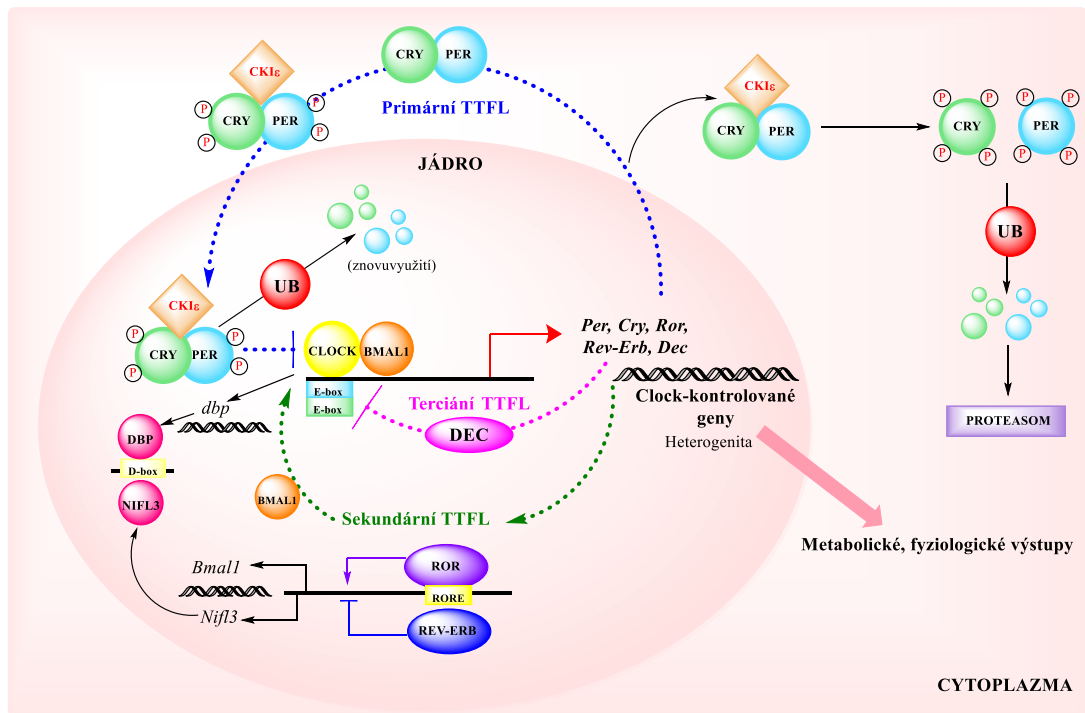 CRY
PER
CKIε
P
P
P
P
CRY
PER
Primární TTFL
CKIε
CRY
PER
P
P
P
P
CRY
PER
P
P
P
P
JÁDRO
UB
(znovuvyužití)
UB
CKIε
P
P
P
P
CRY
PER
CLOCK
BMAL1
Per, Cry, Ror,
Rev-Erb, Dec
E-box
E-box
Terciání TTFL
DEC
Clock-kontrolované
geny
Heterogenita
PROTEASOM
dbp
DBP
D-box
NIFL3
BMAL1
Sekundární TTFL
Metabolické, fyziologické výstupy
Bmal1
Nifl3
ROR
RORE
REV-ERB
CYTOPLAZMA